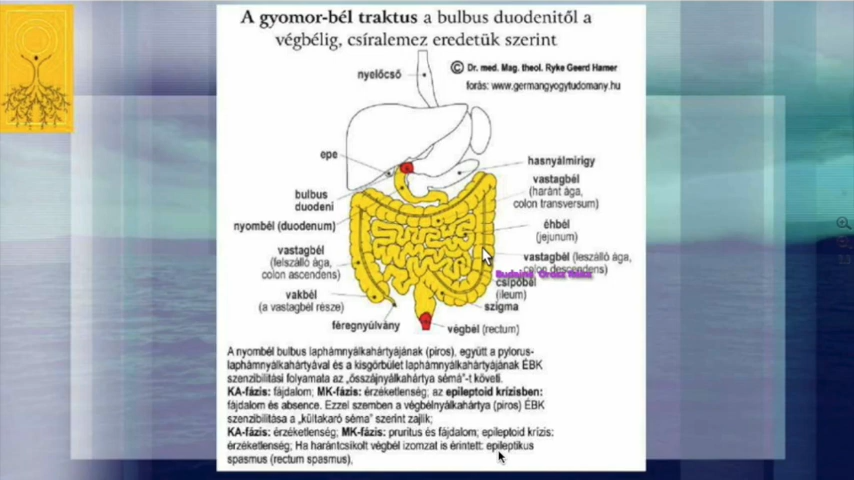 A gyomor-bél traktus a bulbus duodenitől a
végbélig, csíralemez eredetük szerint
© Dr. med. Mag. theol. Ryke Geerd Hamer
forás: www.germangyogytudomany.hu
nyelőcső
epe
bulbus
duodeni
nyombél (duodenum)
vastagbél
(felszálló ága,
colon ascendens)
vakbél
(a vastagbél része)
féregnyúlvány
hasnyálmirigy
vastagbél
(haránt ága,
colon transversum)
éhbél
(jejunum)
vastagbél (leszálló ága,
colon descendens)
csípőbél
(ileum)
szigma
végbél (rectum)
A nyombél bulbus laphámnyálkahártyájának (piros), együtt a pylorus-
laphámnyálkahártyával és a kisgörbület laphámnyálkahártyájának ÉBK
szenzibilitási folyamata az „ősszájnyálkahártya séma"-t követi.
KA-fázis: fájdalom; MK-fázis: érzéketlenség; az epileptoid krízisben:
fájdalom és absence. Ezzel szemben a végbélnyálkahártya (piros) ÉBK
szenzibilitása a „kültakaró séma" szerint zajlik;
KA-fázis: érzéketlenség; MK-fázis: pruritus és fájdalom; epileptoid krízis:
érzéketlenség; Ha harántcsíkolt végbél izomzat is érintett: epileptikus
spasmus (rectum spasmus),